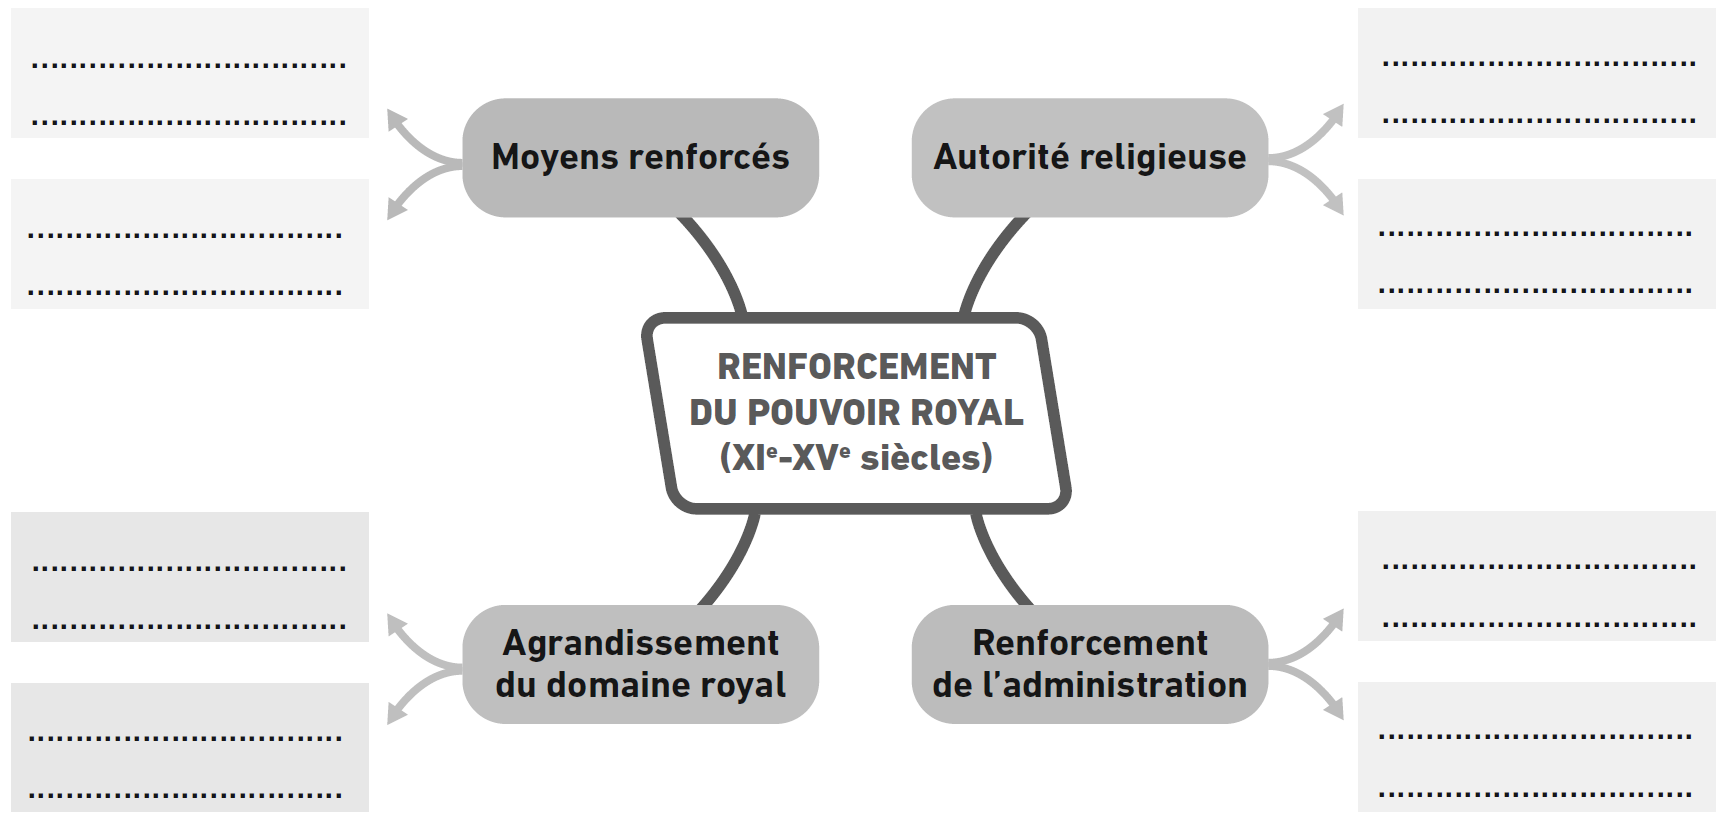 Moyens renforcés
Autorité religieuse
RENFORCEMENT
DU POUVOIR ROYAL
(XIe-XVe siècles)
Agrandissement
du domaine royal
Renforcement
de l’administration